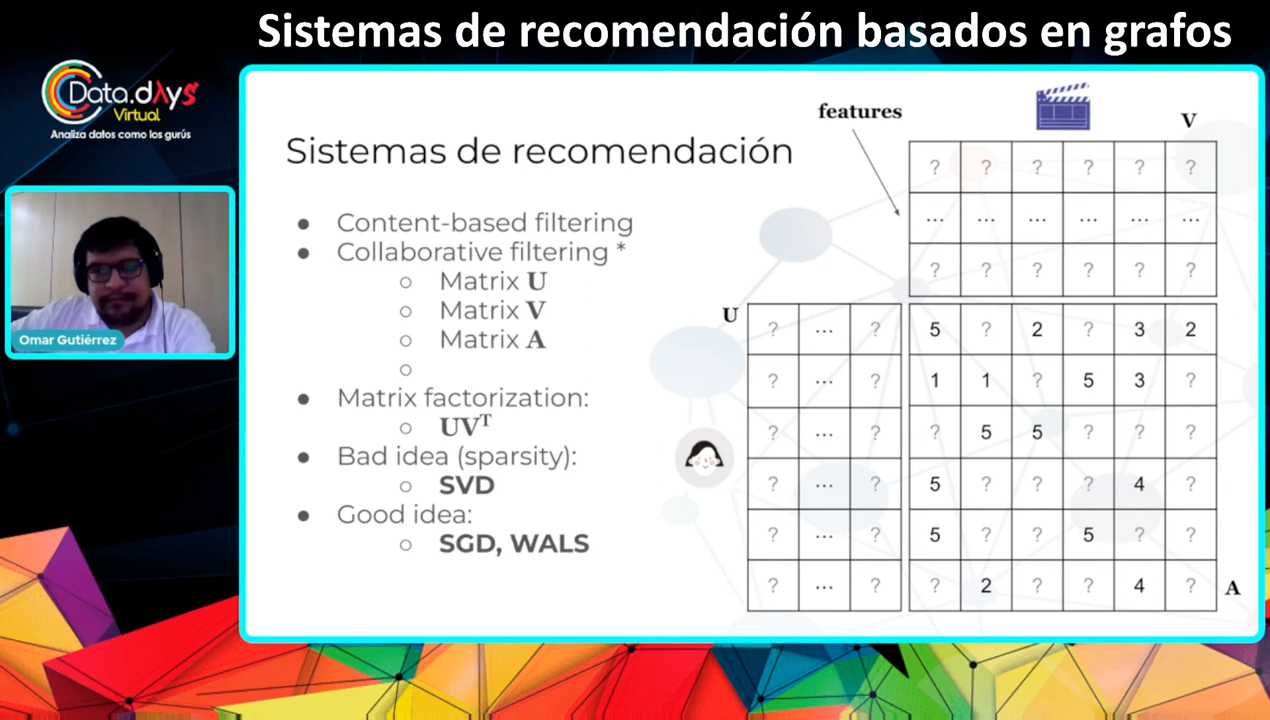 Sistemas de recomendación basados en grafos
Data.dAyS
Virtual
Analiza datos como los gurús
Omar Gutiérrez
Sistemas de recomendación
● Content-based filtering
● Collaborative filtering *
○ Matrix U
○ Matrix V
○ Matrix A
○
● Matrix factorization:
○ UVᵀ
● Bad idea (sparsity):
○ SVD
● Good idea:
○ SGD, WALS
features
V
? ? ? ? ? ?
... ... ... ... ... ...
? ? ? ? ? ?
U
? ... ? 5 ? 2 ? 3 2
? ... ? 1 1 ? 5 3 ?
? ... ? ? 5 5 ? ? ?
? ... ? 5 ? ? ? 4 ?
? ... ? 5 ? ? 5 ? ?
? ... ? ? 2 ? ? 4 ? A